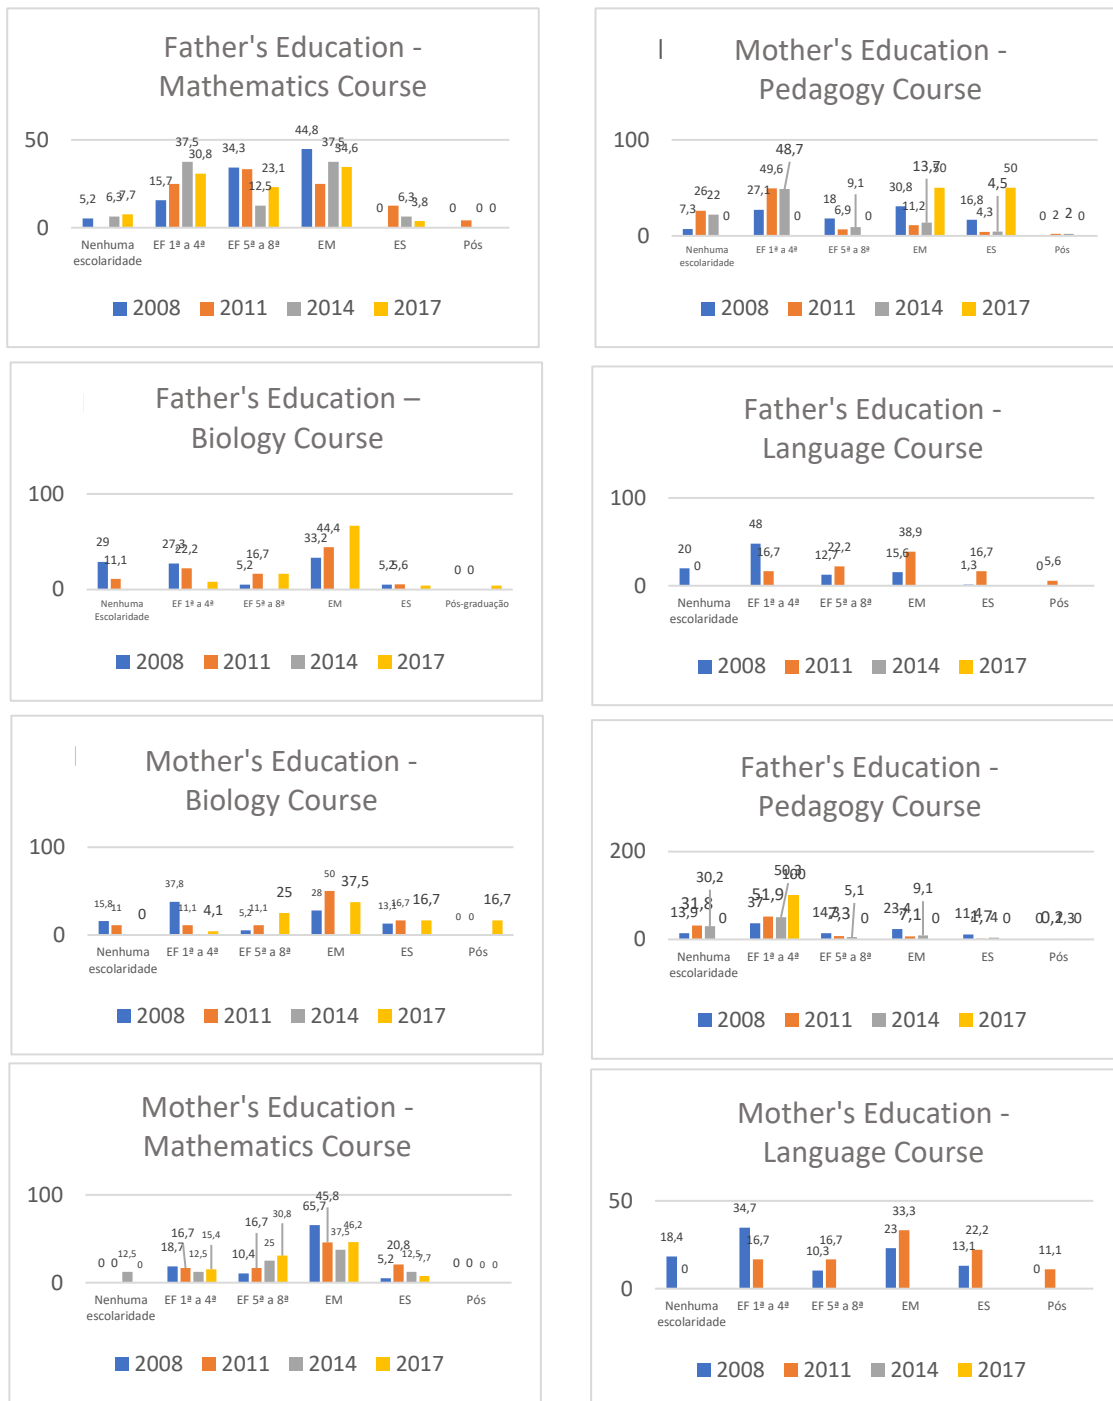 Father's Education -
Mathematics Course
50
0
5,2
6,3
7,7
15,7
37,5
30,8
34,3
12,5
23,1
44,8
37,5
34,6
0
6,3
3,8
0
0 0
Nenhuma
escolaridade
EF 1ª a 4ª
EF 5ª a 8ª
EM
ES
Pós
2008 2011 2014 2017
Mother's Education -
Pedagogy Course
100
0
7,3
26
22
0
27,1
49,6
48,7
0
18
6,9
9,1
0
30,8
11,2
13,7
50
16,8
4,3
4,5
50
0 2 2 0
Nenhuma
escolaridade
EF 1ª a 4ª
EF 5ª a 8ª
EM
ES
Pós
2008 2011 2014 2017
Father's Education –
Biology Course
100
0
29
11,1
27,3
22,2
5,2
16,7
33,2
44,4
5,2
5,6
0 0
Nenhuma
Escolaridade
EF 1ª a 4ª
EF 5ª a 8ª
EM
ES
Pós-graduação
2008 2011 2014 2017
Father's Education -
Language Course
100
0
20
0
48
16,7
12,7
22,2
15,6
38,9
1,3
16,7
0
5,6
Nenhuma
escolaridade
EF 1ª a 4ª
EF 5ª a 8ª
EM
ES
Pós
2008 2011 2014 2017
Mother's Education -
Biology Course
100
0
15,8
11
0
37,8
11,1
4,1
5,2
11,1
25
28
50
37,5
13,1
16,7
16,7
0 0
16,7
Nenhuma
escolaridade
EF 1ª a 4ª
EF 5ª a 8ª
EM
ES
Pós
2008 2011 2014 2017
Father's Education -
Pedagogy Course
200
0
13,9
31,8
30,2
0
37
51,9
50,3
100
14,2
7,3
5,1
0
23,4
7,1
9,1
0
11,4
1,7
4
0
0
2,3
0
Nenhuma
escolaridade
EF 1ª a 4ª
EF 5ª a 8ª
EM
ES
Pós
2008 2011 2014 2017
Mother's Education -
Mathematics Course
100
0
0 0
12,5
0
18,7
16,7
12,5
15,4
10,4
16,7
25
30,8
65,7
45,8
37,5
46,2
5,2
20,8
12,5
7,7
0 0 0 0
Nenhuma
escolaridade
EF 1ª a 4ª
EF 5ª a 8ª
EM
ES
Pós
2008 2011 2014 2017
Mother's Education -
Language Course
50
0
18,4
0
34,7
16,7
10,3
16,7
23
33,3
13,1
22,2
0
11,1
Nenhuma
escolaridade
EF 1ª a 4ª
EF 5ª a 8ª
EM
ES
Pós
2008 2011 2014 2017